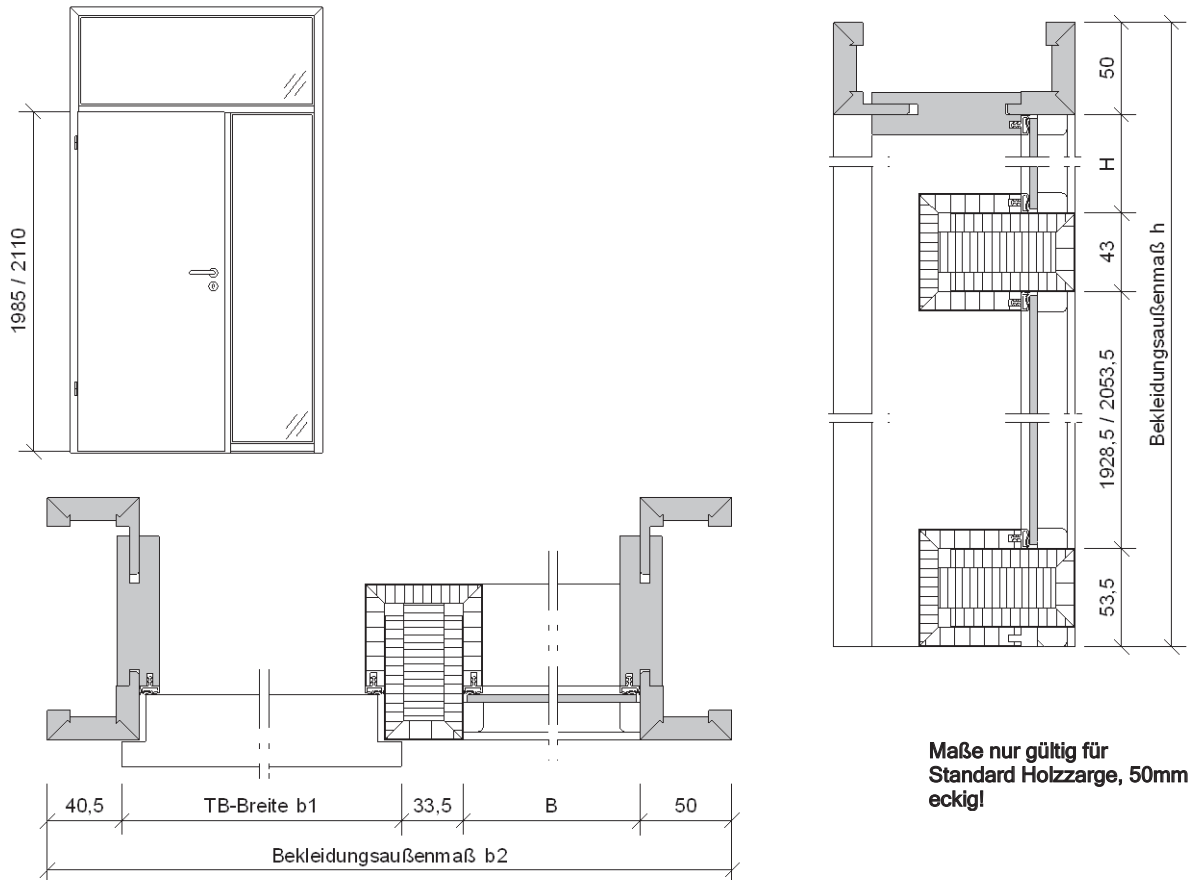 1985 / 2110
50
H
43
1928,5 / 2053,5
53,5
Bekleidungsaußenmaß h
40,5
TB-Breite b1
33,5
B
50
Bekleidungsaußenmaß b2
Maße nur gültig für
Standard Holzzarge, 50mm
eckig!